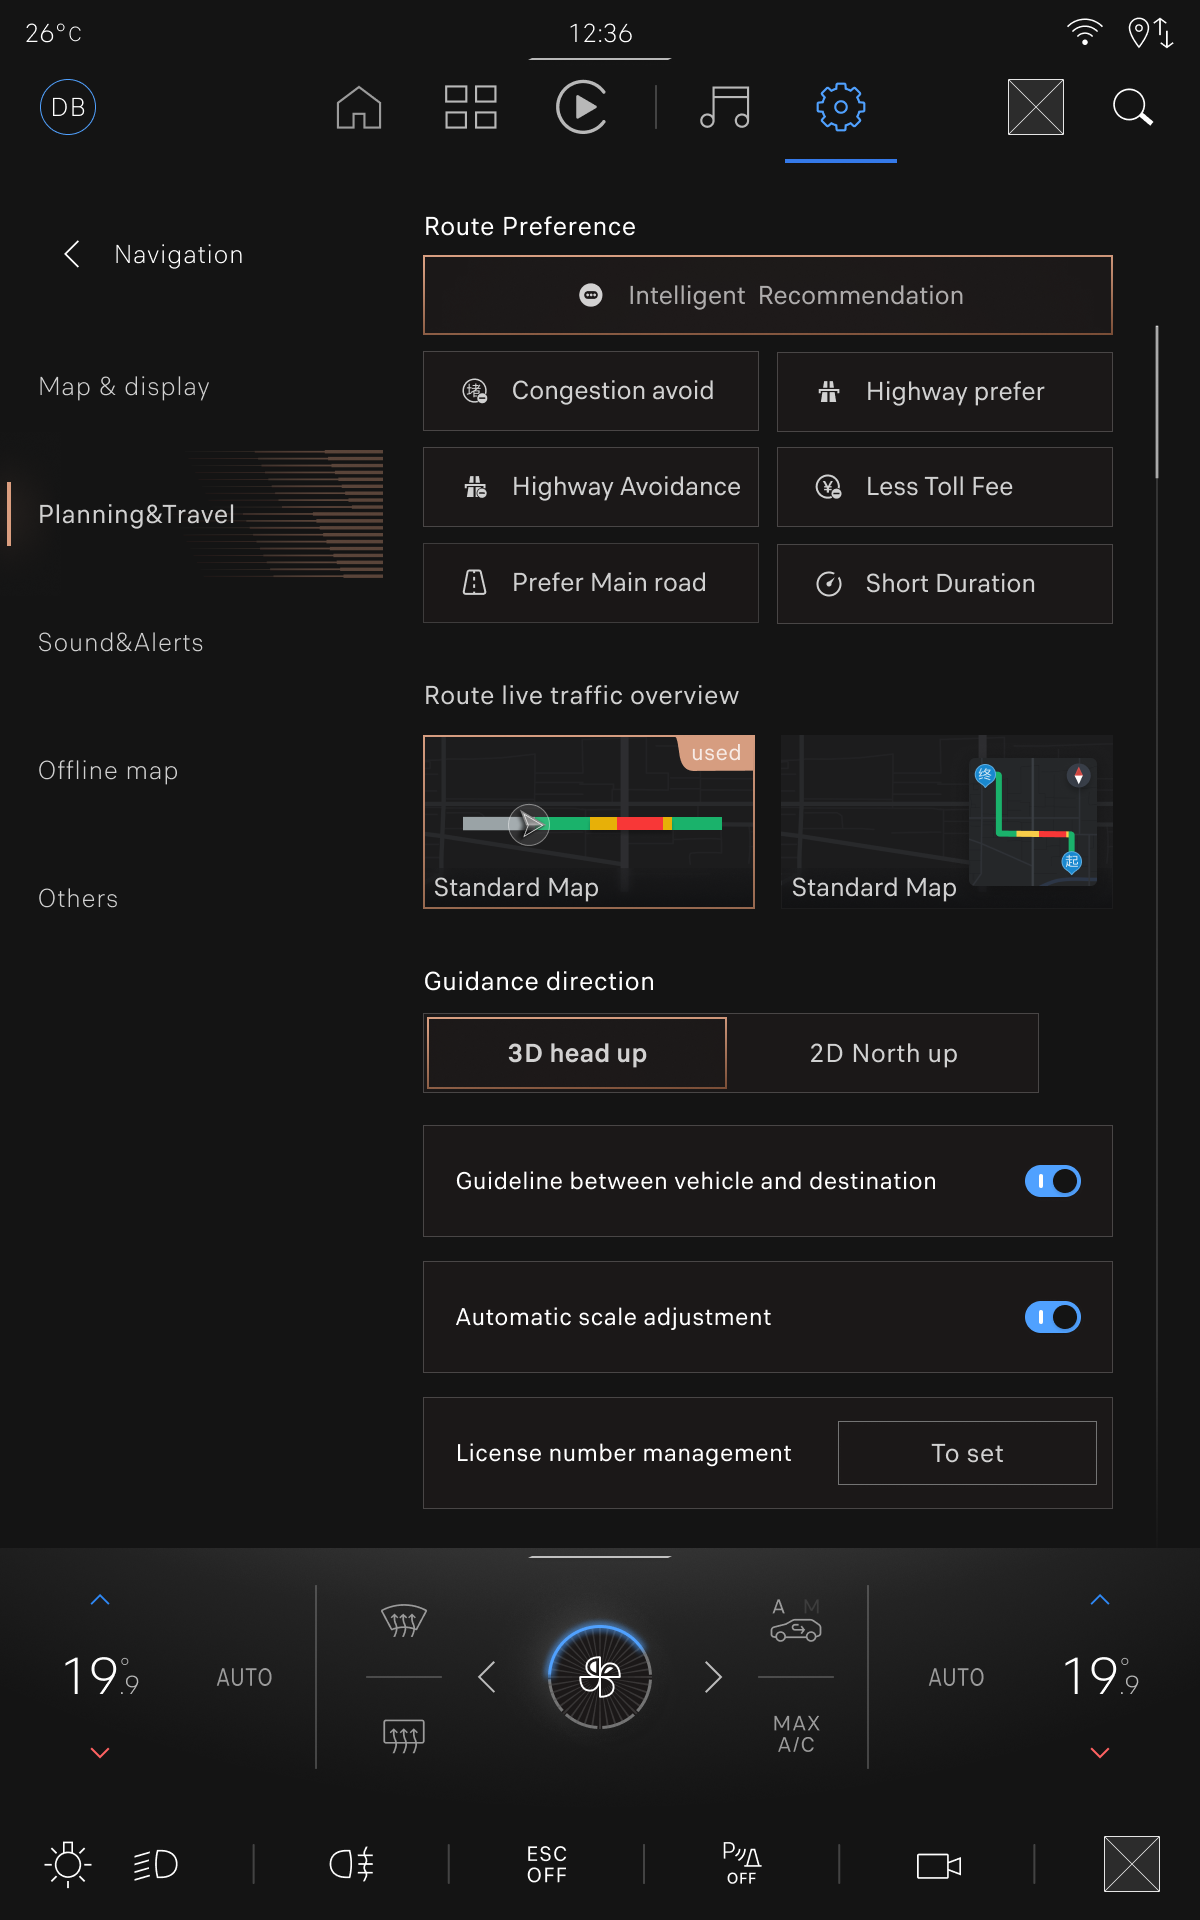 26°C
12:36
DB
Navigation
Map & display
Planning&Travel
Sound&Alerts
Offline map
Others
Route Preference
Intelligent Recommendation
堵
Congestion avoid
Highway prefer
Highway Avoidance
¥
Less Toll Fee
Prefer Main road
Short Duration
Route live traffic overview
used
Standard Map
终
起
Standard Map
Guidance direction
3D head up
2D North up
Guideline between vehicle and destination
Automatic scale adjustment
License number management
To set
19°.9
AUTO
A M
MAX
A/C
AUTO
19°.9
ESC
OFF
P
OFF